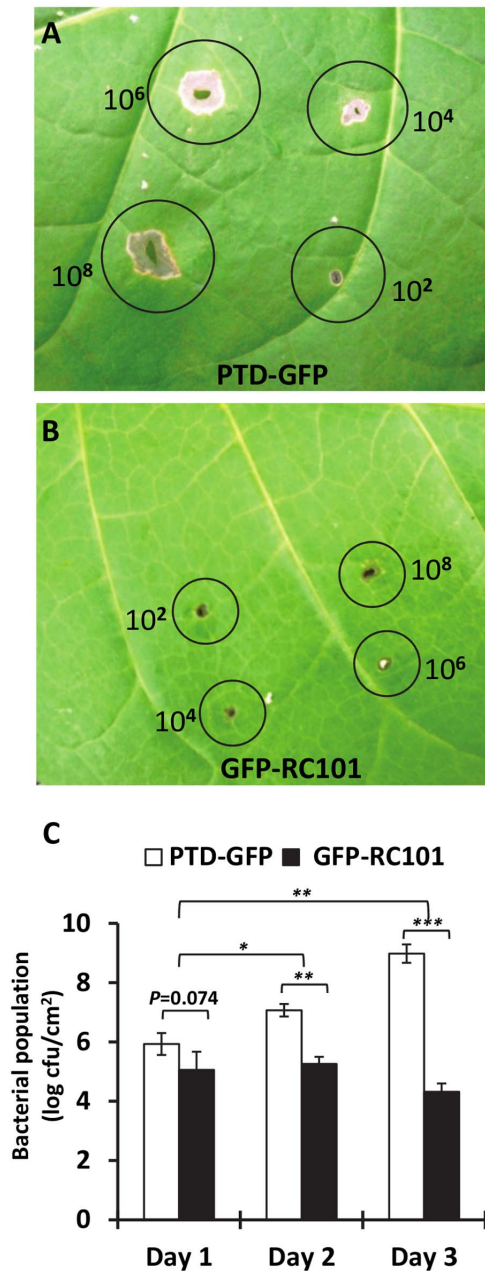 A
10⁶
10⁴
10⁸
10²
PTD-GFP
B
10⁸
10²
10⁶
10⁴
GFP-RC101
C
□ PTD-GFP ■ GFP-RC101
**
*
**
***
P=0.074
Bacterial population
(log cfu/cm²)
10
8
6
4
2
0
Day 1 Day 2 Day 3